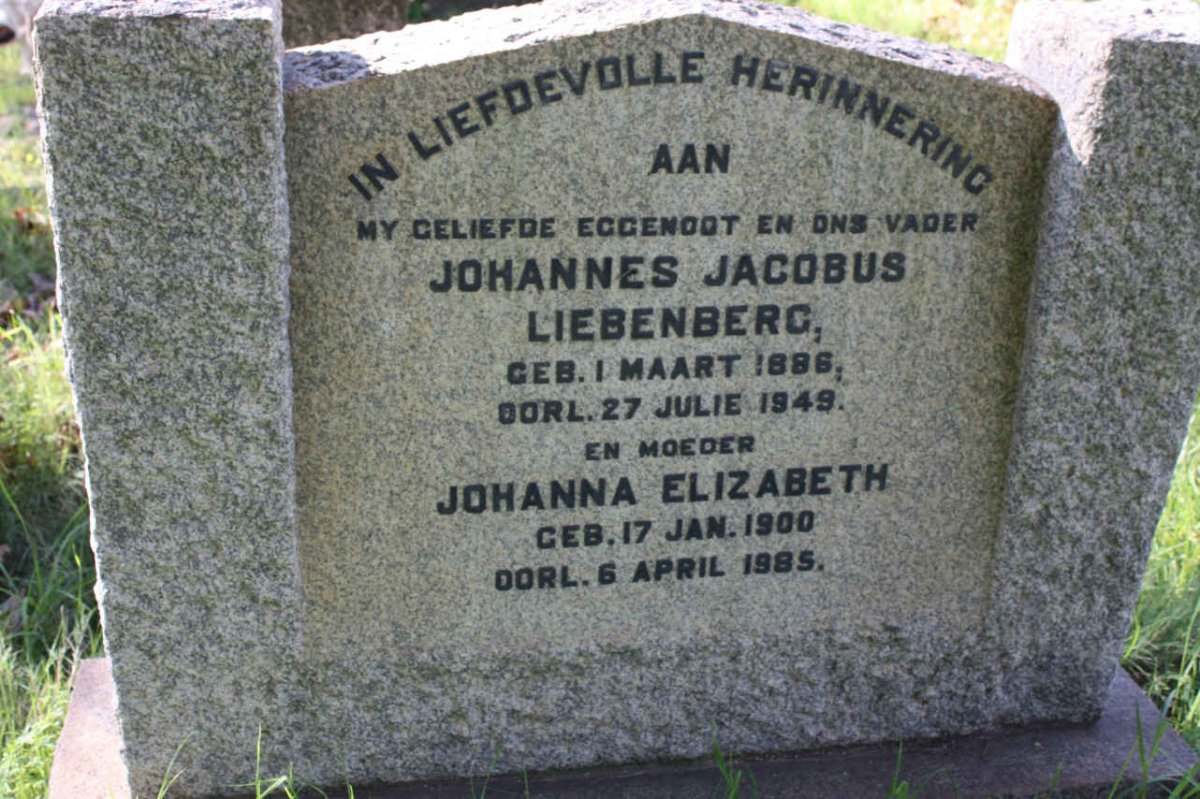 IN LIEFDEVOLLE HERINNERING
AAN
MY GELIEFDE EGGENOOT EN ONS VADER
JOHANNES JACOBUS
LIEBENBERG,
GEB. 1 MAART 1886,
OORL. 27 JULIE 1949.
EN MOEDER
JOHANNA ELIZABETH
GEB. 17 JAN. 1900
OORL. 6 APRIL 1985.